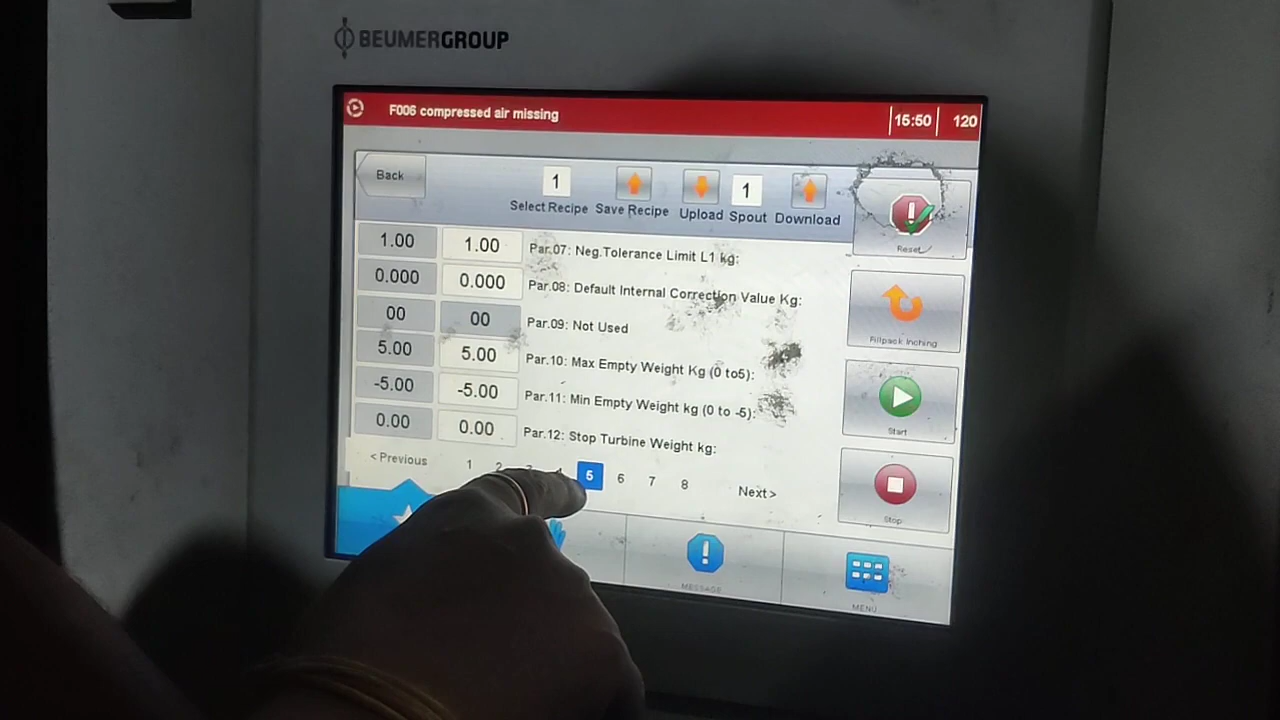 BEUMERGROUP
F006 compressed air missing 15:50 120
Back 1 1
Select Recipe Save Recipe Upload Spout Download
Reset
1.00 1.00 Par.07: Neg.Tolerance Limit L1 kg:
0.000 0.000 Par.08: Default Internal Correction Value Kg:
00 00 Par.09: Not Used
Fillpack Inching
5.00 5.00 Par.10: Max Empty Weight Kg (0 to5):
-5.00 -5.00 Par.11: Min Empty Weight kg (0 to -5):
Start
0.00 0.00 Par.12: Stop Turbine Weight kg:
< Previous 1 2 5 6 7 8 Next >
Stop
MESSAGE
MENU